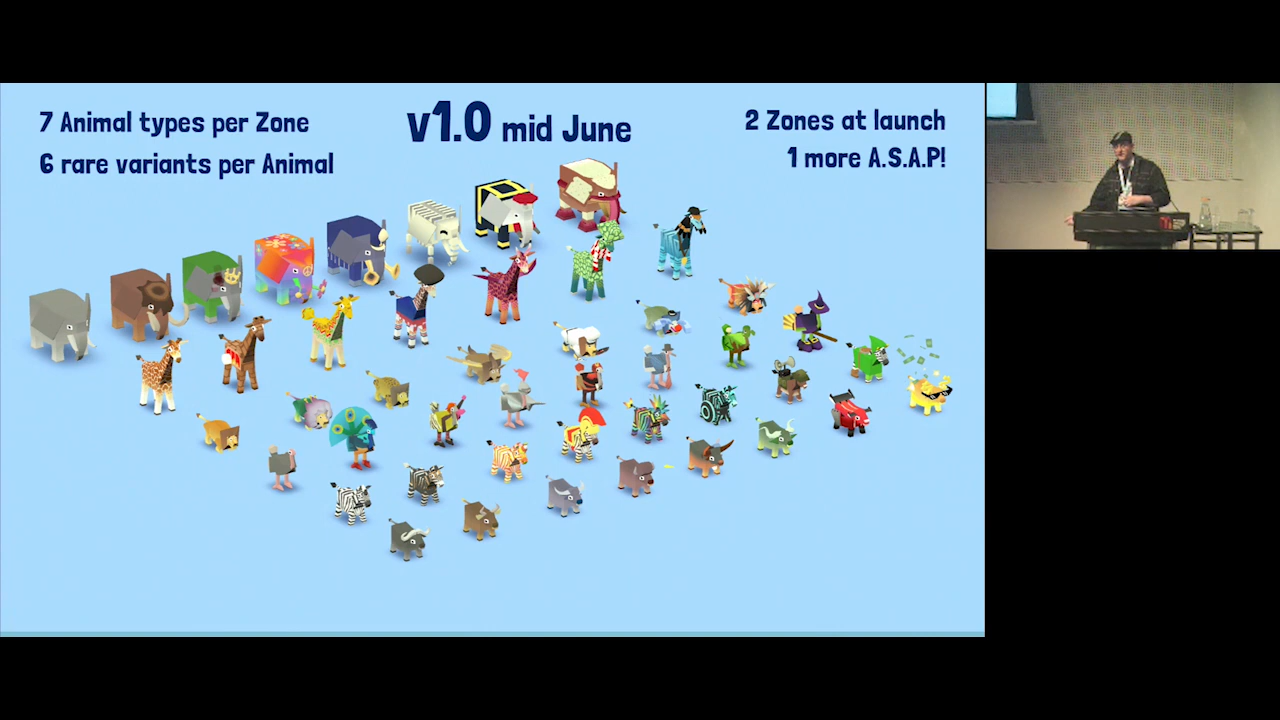 7 Animal types per Zone
6 rare variants per Animal
v1.0 mid June
2 Zones at launch
1 more A.S.A.P!